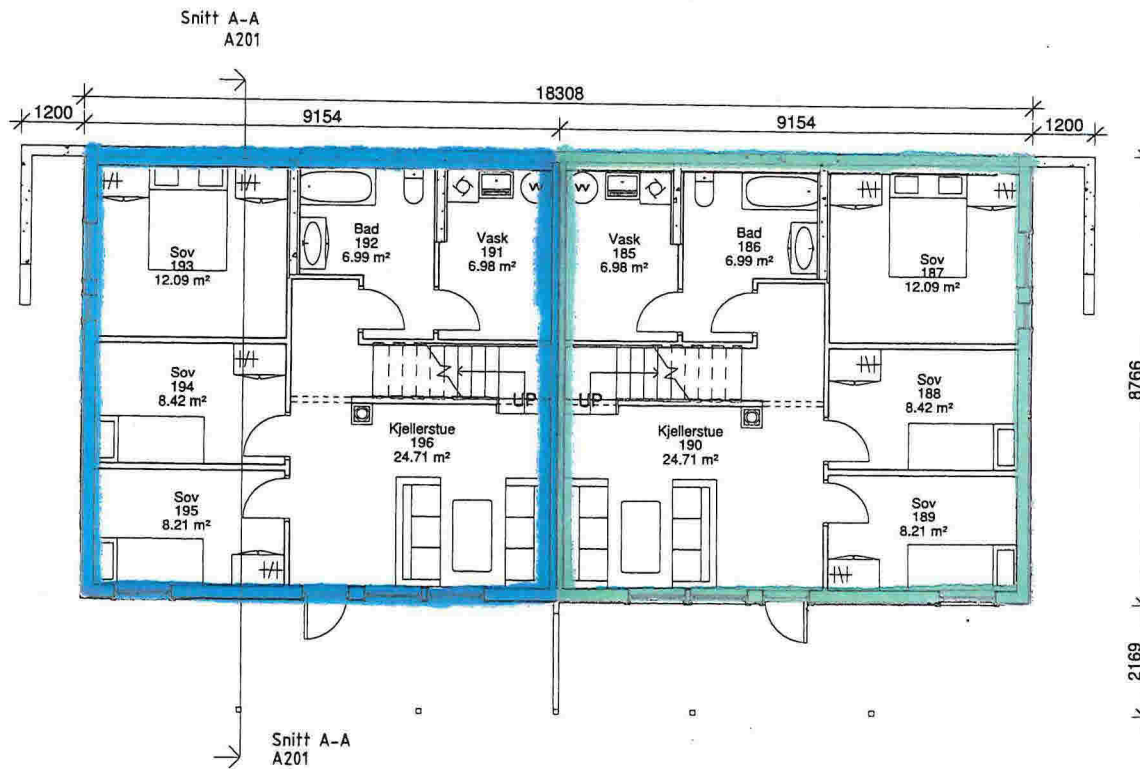 Snitt A-A
A201
18308
1200
9154
9154
1200
Sov
193
12.09 m²
Bad
192
6.99 m²
Vask
191
6.98 m²
W
W
Vask
185
6.98 m²
Bad
186
6.99 m²
Sov
187
12.09 m²
8766
Sov
194
8.42 m²
UP
UP
Sov
188
8.42 m²
Kjellerstue
196
24.71 m²
Kjellerstue
190
24.71 m²
Sov
195
8.21 m²
Sov
189
8.21 m²
2169
Snitt A-A
A201